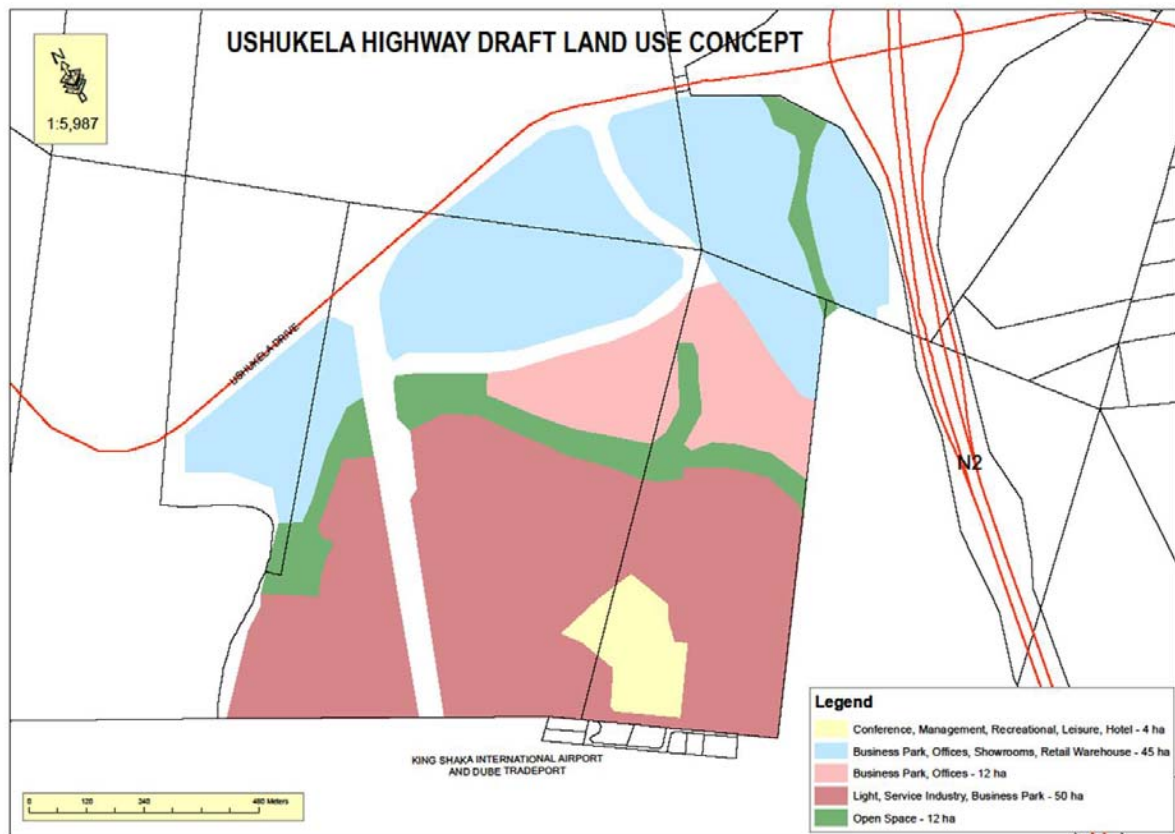 USHUKELA HIGHWAY DRAFT LAND USE CONCEPT
N
1:5,987
USHUKELA DRIVE
N2
KING SHAKA INTERNATIONAL AIRPORT
AND DUBE TRADEPORT
Legend
Conference, Management, Recreational, Leisure, Hotel - 4 ha
Business Park, Offices, Showrooms, Retail Warehouse - 45 ha
Business Park, Offices - 12 ha
Light, Service Industry, Business Park - 50 ha
Open Space - 12 ha
0 120 240 480 Meters